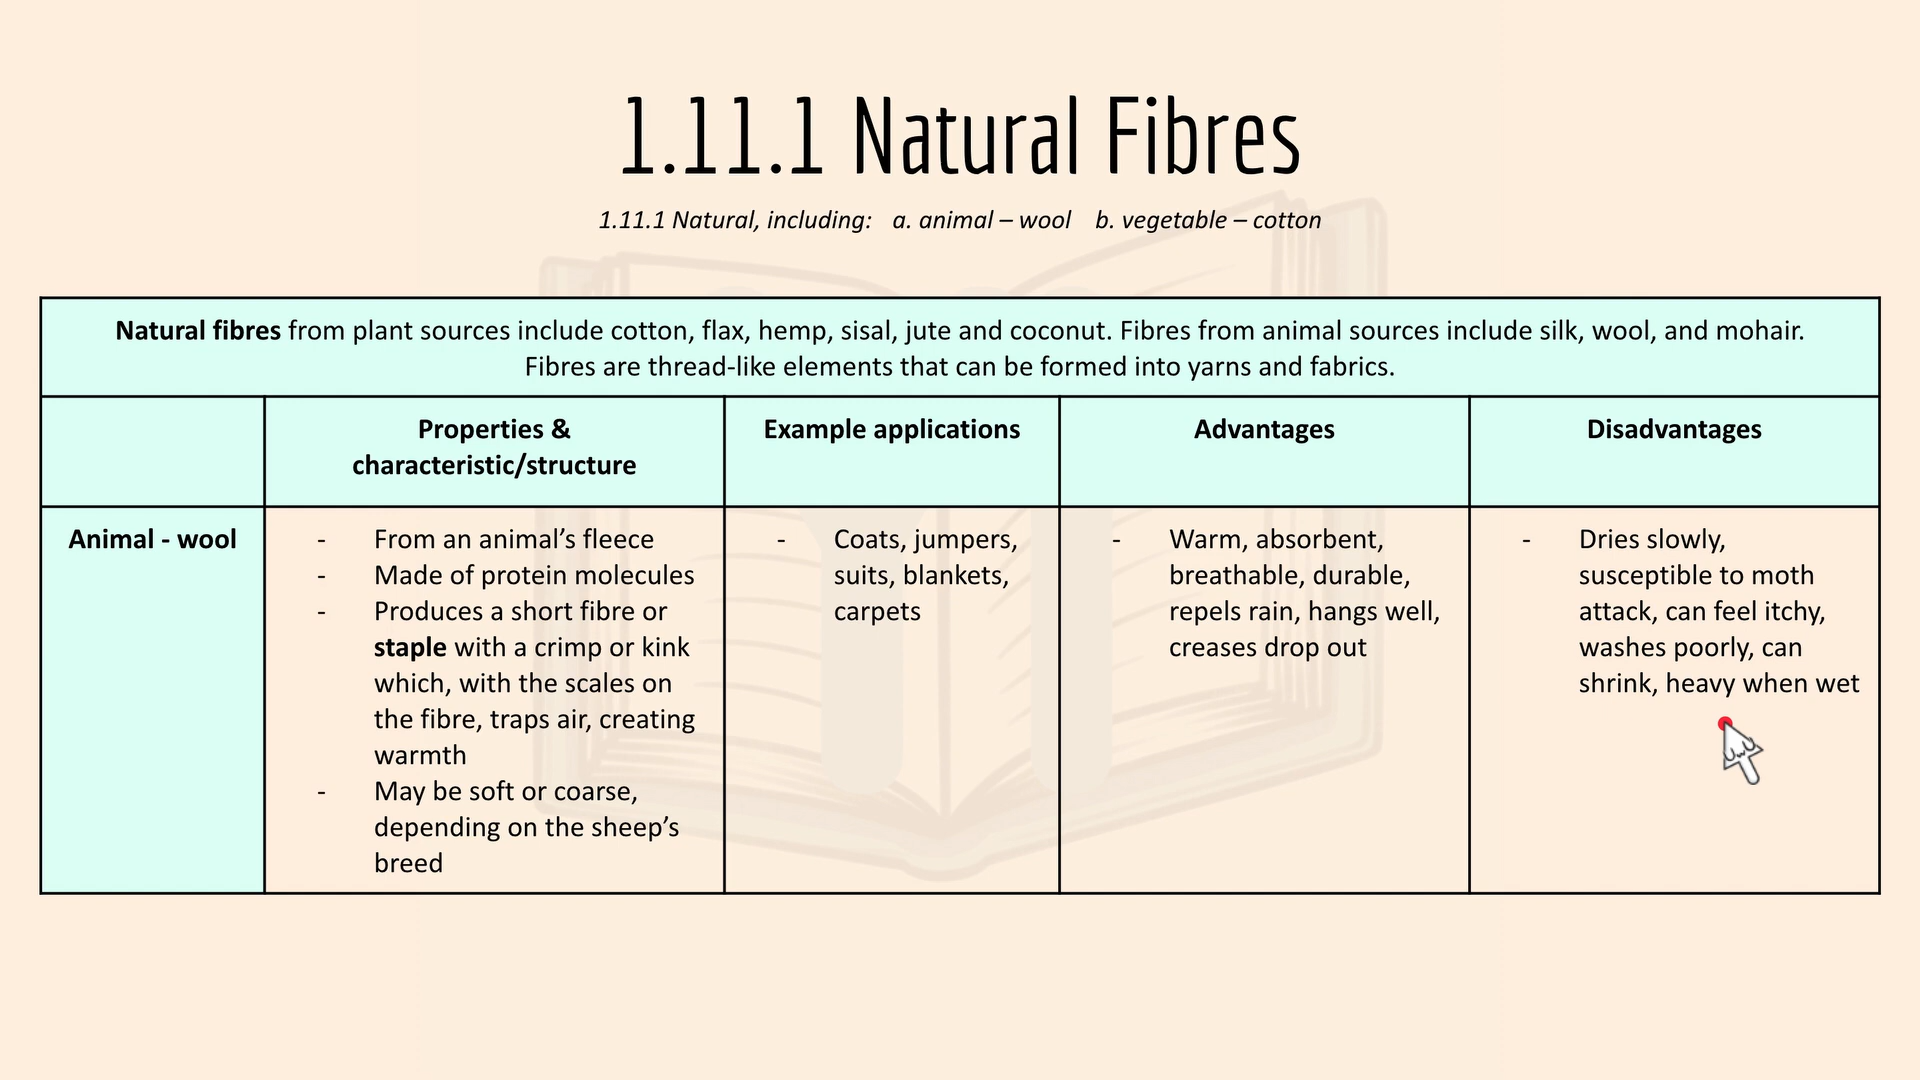 1.11.1 Natural Fibres
1.11.1 Natural, including: a. animal – wool b. vegetable – cotton
Natural fibres from plant sources include cotton, flax, hemp, sisal, jute and coconut. Fibres from animal sources include silk, wool, and mohair.
Fibres are thread-like elements that can be formed into yarns and fabrics.
Properties &
characteristic/structure
Example applications
Advantages
Disadvantages
Animal - wool
- From an animal’s fleece
- Made of protein molecules
- Produces a short fibre or
staple with a crimp or kink
which, with the scales on
the fibre, traps air, creating
warmth
- May be soft or coarse,
depending on the sheep’s
breed
- Coats, jumpers,
suits, blankets,
carpets
- Warm, absorbent,
breathable, durable,
repels rain, hangs well,
creases drop out
- Dries slowly,
susceptible to moth
attack, can feel itchy,
washes poorly, can
shrink, heavy when wet